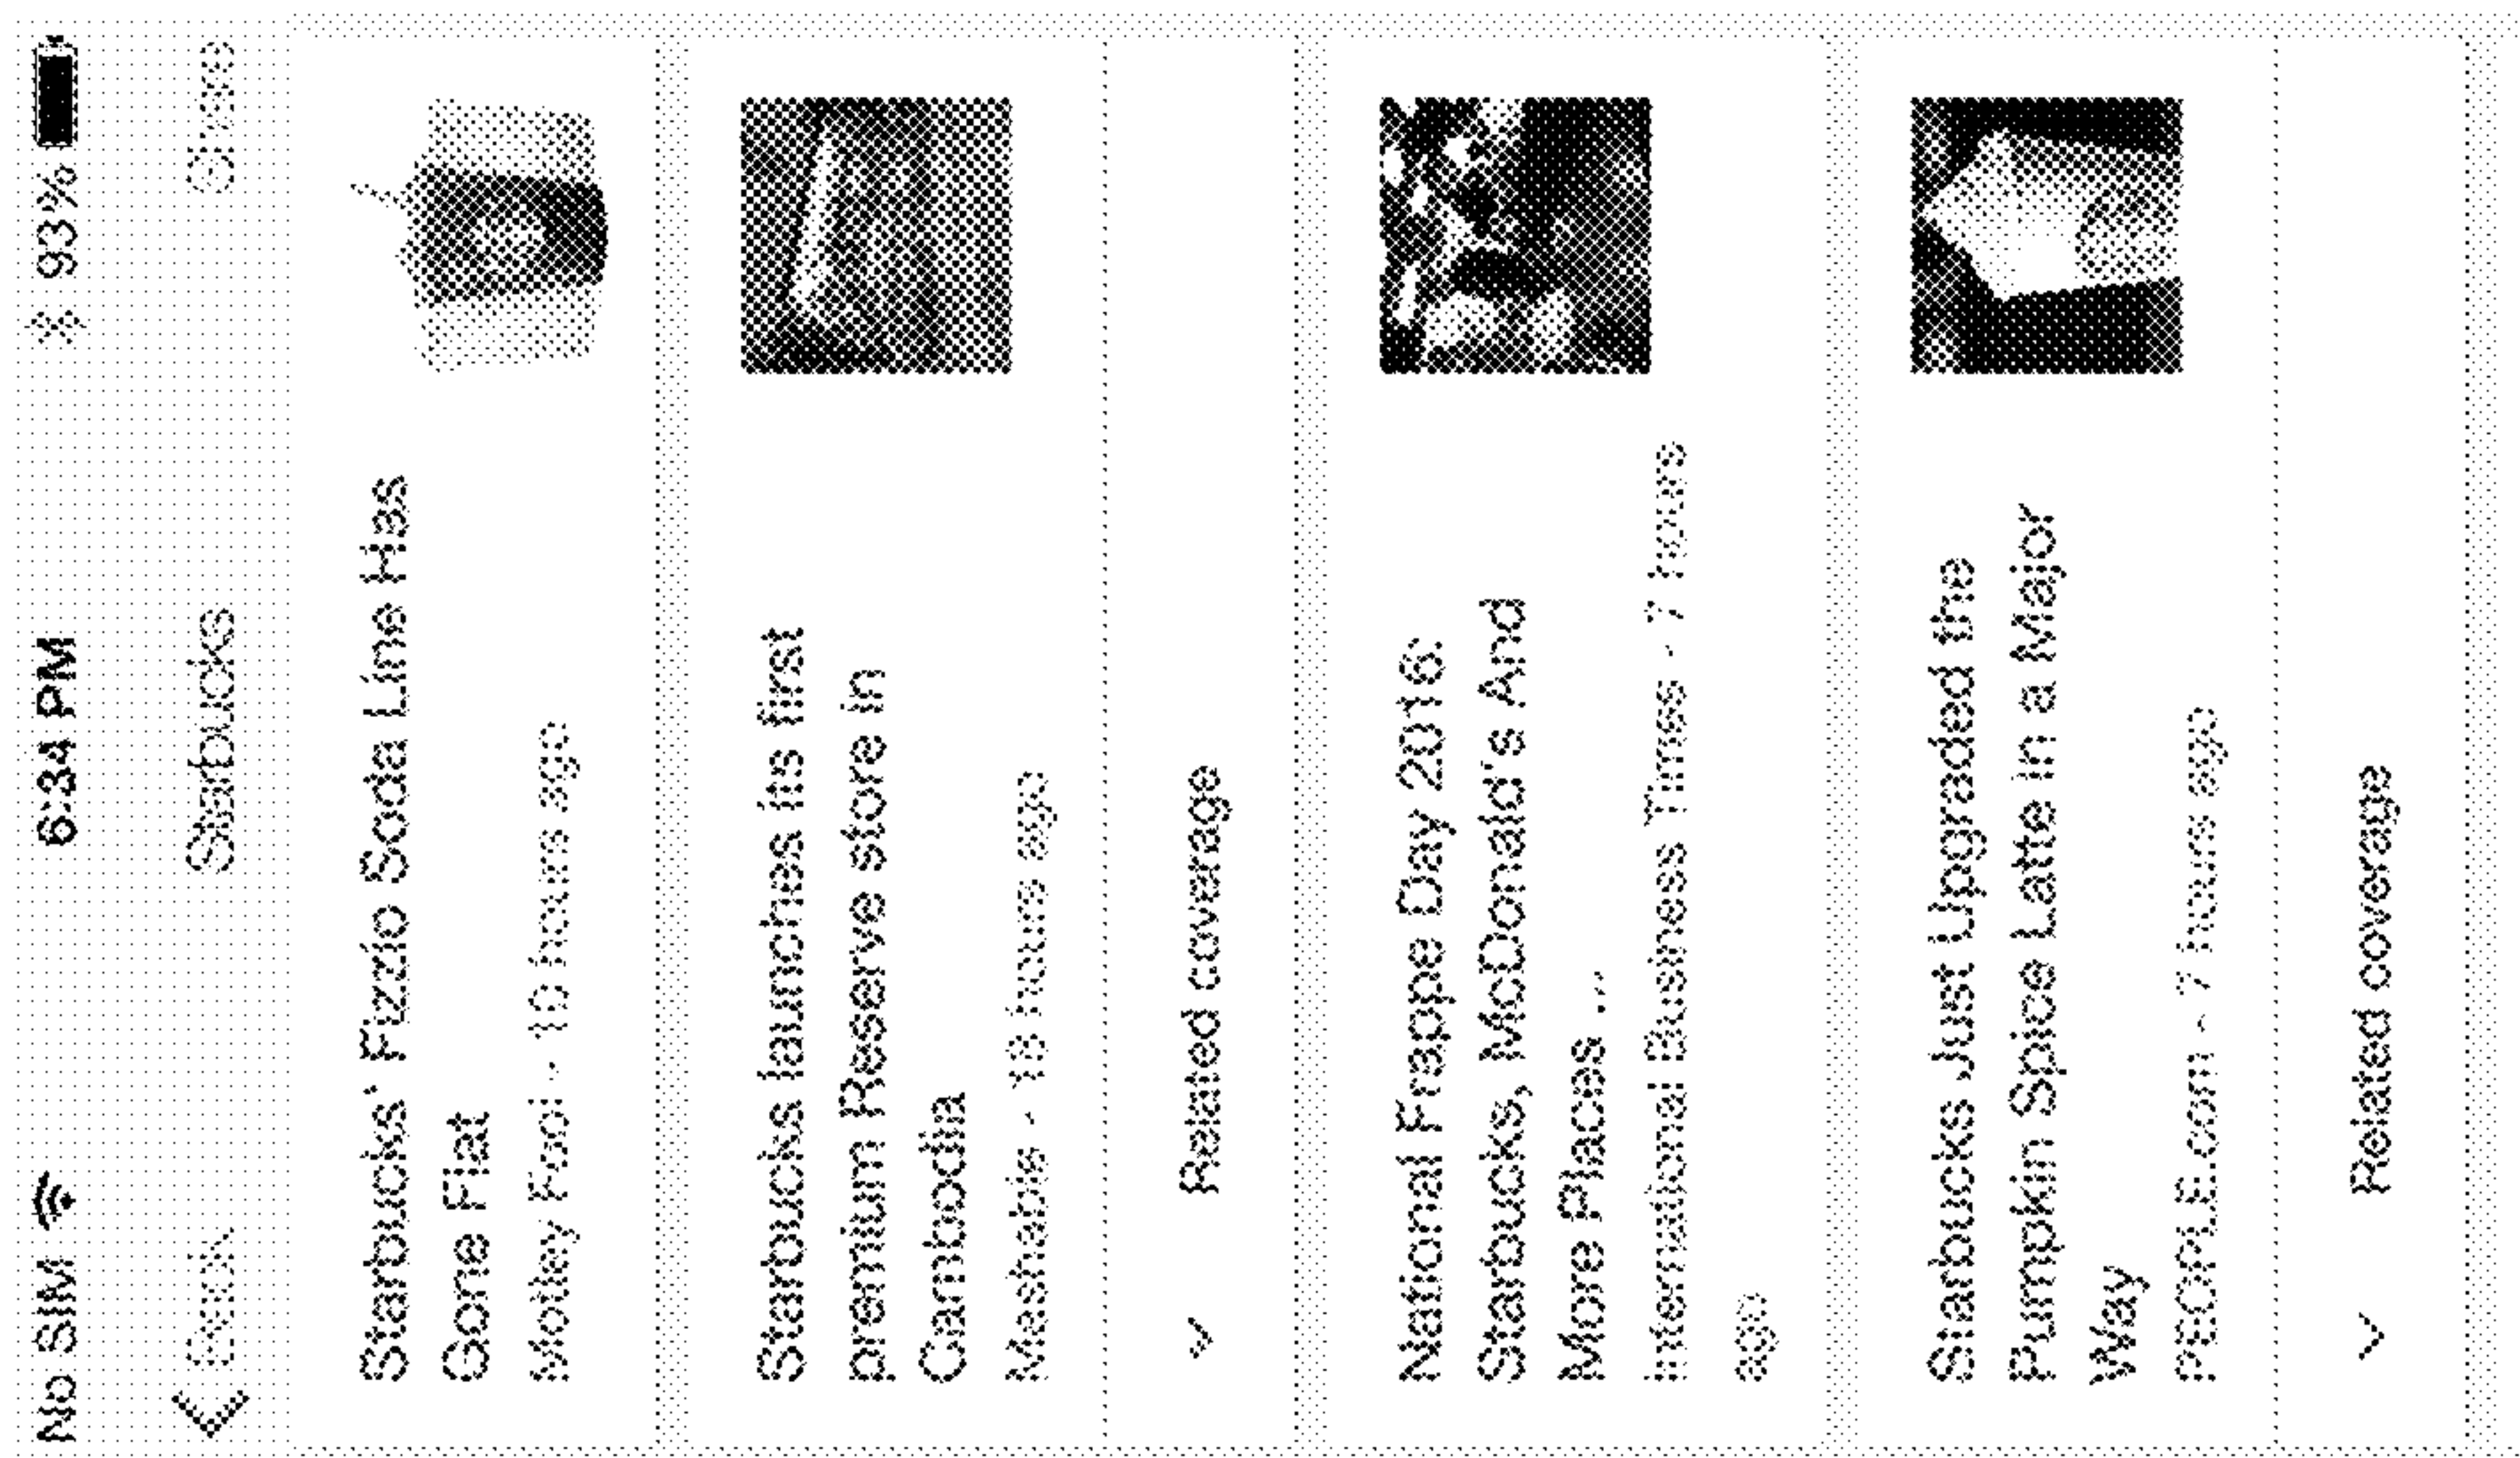 No SIM 6:34 PM 93%
Back Starbucks Share
Starbucks' Fizzio Soda Line Has
Gone Flat
Motley Fool - 10 hours ago
Starbucks launches its first
premium Reserve store in
Cambodia
Mashable - 18 hours ago
Related coverage
National Frappe Day 2016:
Starbucks, McDonald's And
More Places ...
International Business Times - 7 hours
ago
Starbucks Just Upgraded the
Pumpkin Spice Latte in a Major
Way
PEOPLE.com - 7 hours ago
Related coverage